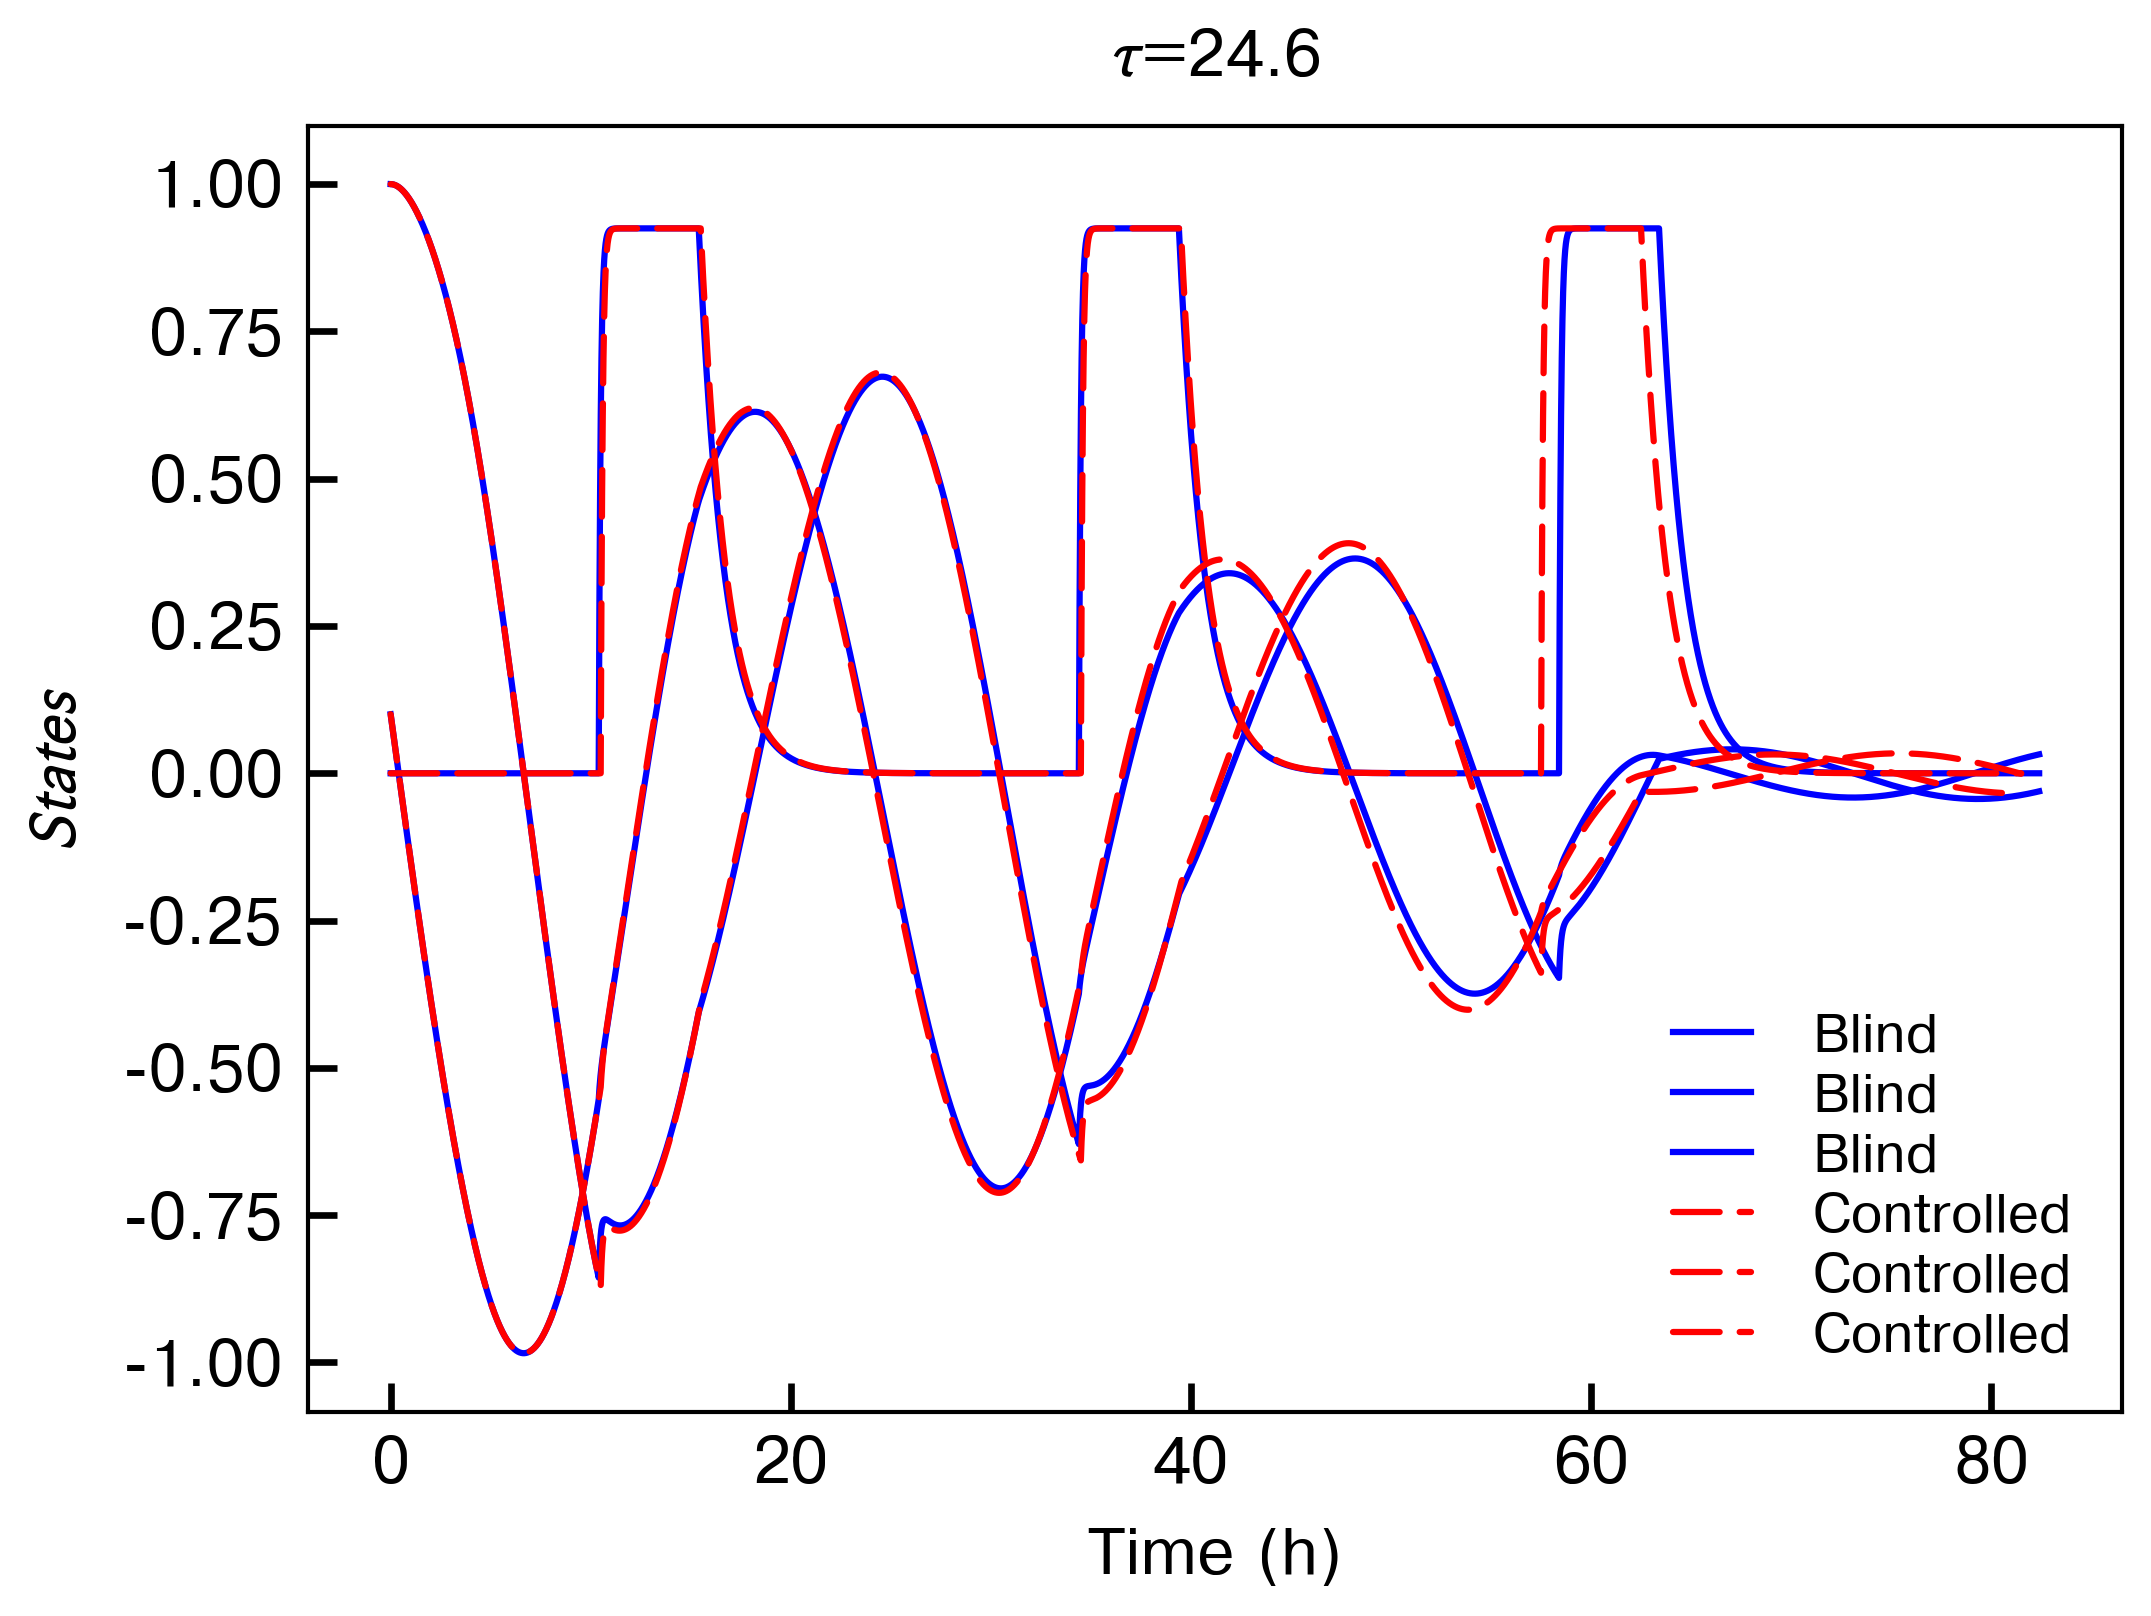 τ=24.6
States
1.00
0.75
0.50
0.25
0.00
-0.25
-0.50
-0.75
-1.00
0 20 40 60 80
Time (h)
Blind
Blind
Blind
Controlled
Controlled
Controlled